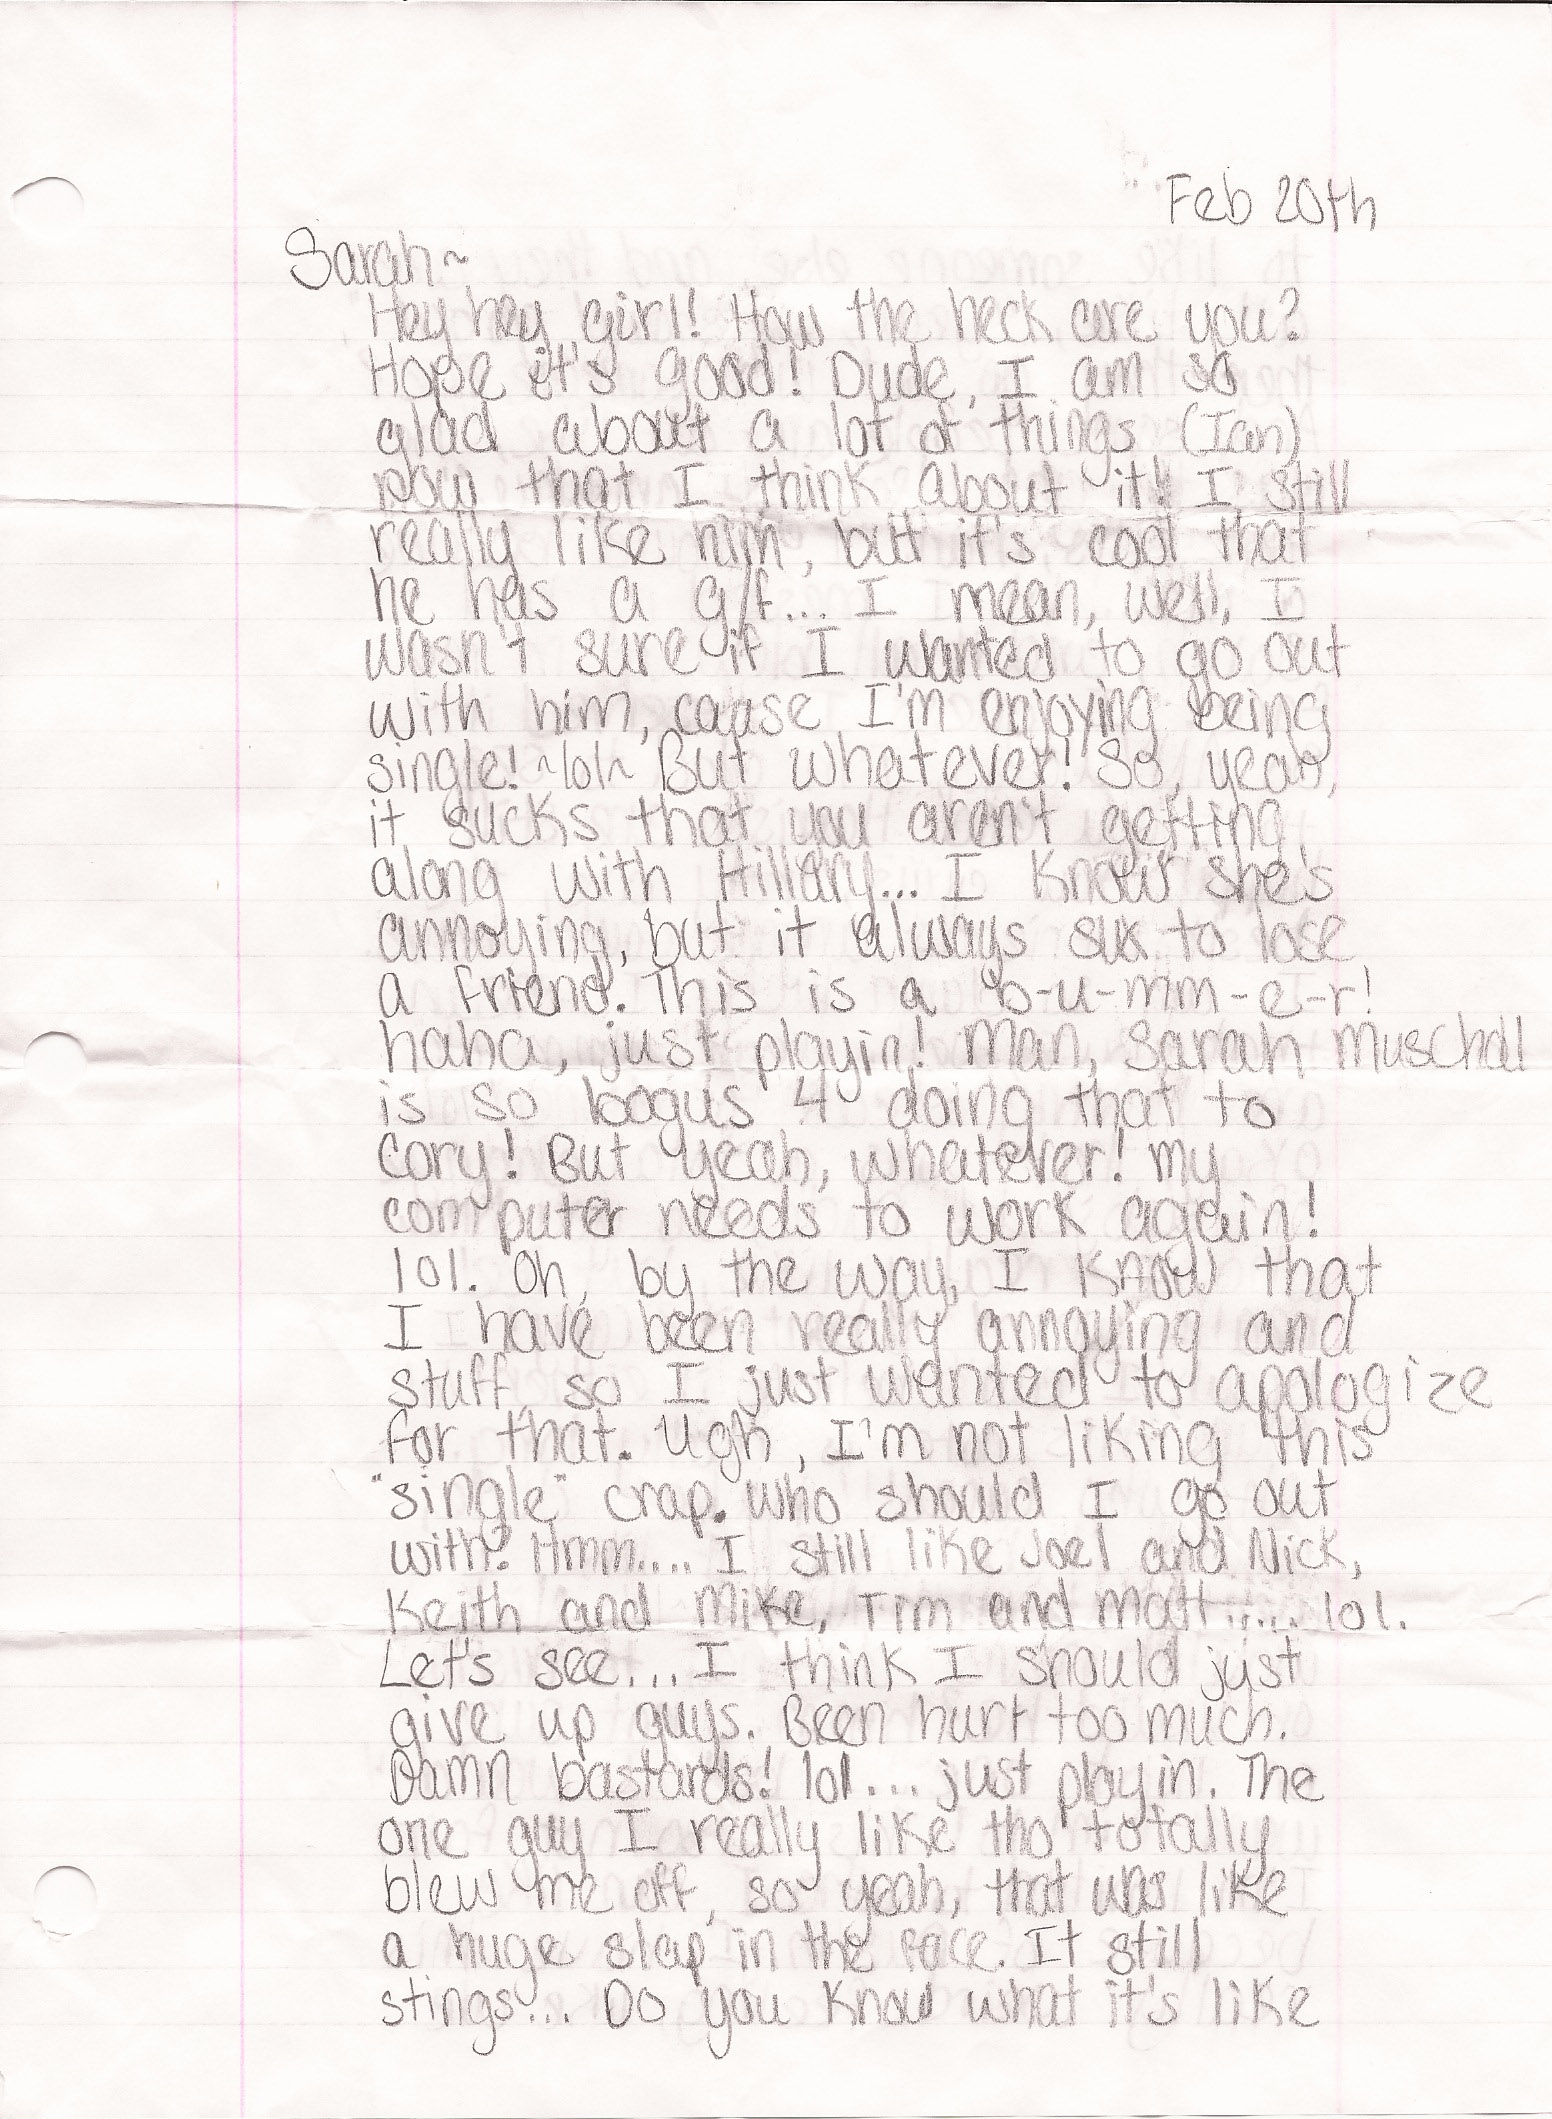 Feb 20th
Sarah~
Hey hey girl! How the heck are you?
Hope it's good! Dude, I am so
glad about a lot of things (Ian)
now that I think about it! I still
really like him, but it's cool that
he has a g/f... I mean, well, I
wasn't sure if I wanted to go out
with him, cause I'm enjoying being
single! ~lol~ But whatever! So, yeah,
it sucks that you aren't getting
along with Hillary... I know she's
annoying, but it always sux to lose
a friend. This is a b-u-mm-e-r!
haha, just playin! Man, Sarah
is so bogus 4 doing that to
Cory! But yeah, whatever! My
computer needs to work again!
lol. Oh, by the way, I know that
I have been really annoying and
stuff, so I just wanted to apologize
for that. Ugh, I'm not liking this
"single" crap. Who should I go out
with? Hmm.... I still like Joel and Nick,
Keith and Mike, Tim and Matt..... lol.
Let's see... I think I should just
give up guys. Been hurt too much.
Damn bastards! lol... just playin. The
one guy I really like tho totally
blew me off, so yeah, that was like
a huge slap in the face. It still
stings... Do you know what it's like